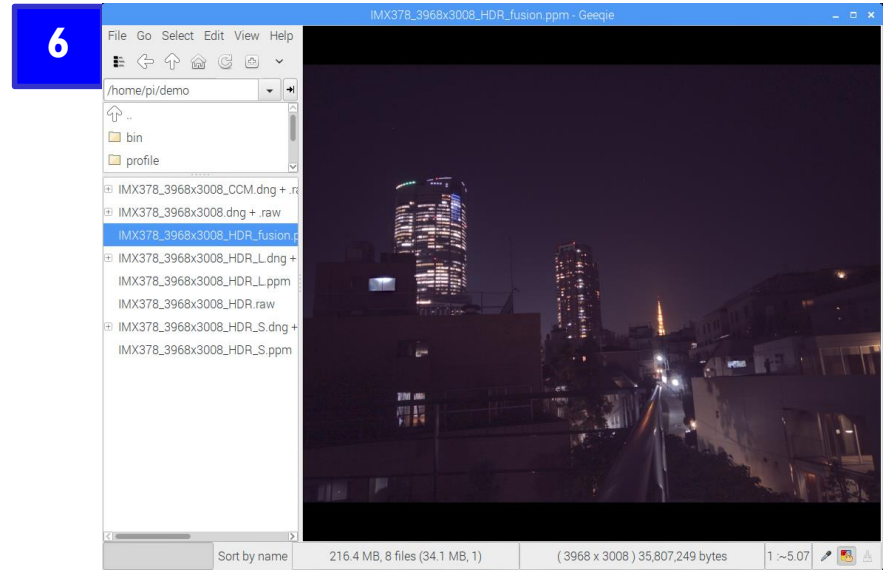 6
IMX378_3968x3008_HDR_fusion.ppm - Geeqie
File Go Select Edit View Help
/home/pi/demo
..
bin
profile
IMX378_3968x3008_CCM.dng + .ra
IMX378_3968x3008.dng + .raw
IMX378_3968x3008_HDR_fusion.p
IMX378_3968x3008_HDR_L.dng +
IMX378_3968x3008_HDR_L.ppm
IMX378_3968x3008_HDR.raw
IMX378_3968x3008_HDR_S.dng +
IMX378_3968x3008_HDR_S.ppm
Sort by name 216.4 MB, 8 files (34.1 MB, 1) ( 3968 x 3008 ) 35,807,249 bytes 1 :~5.07